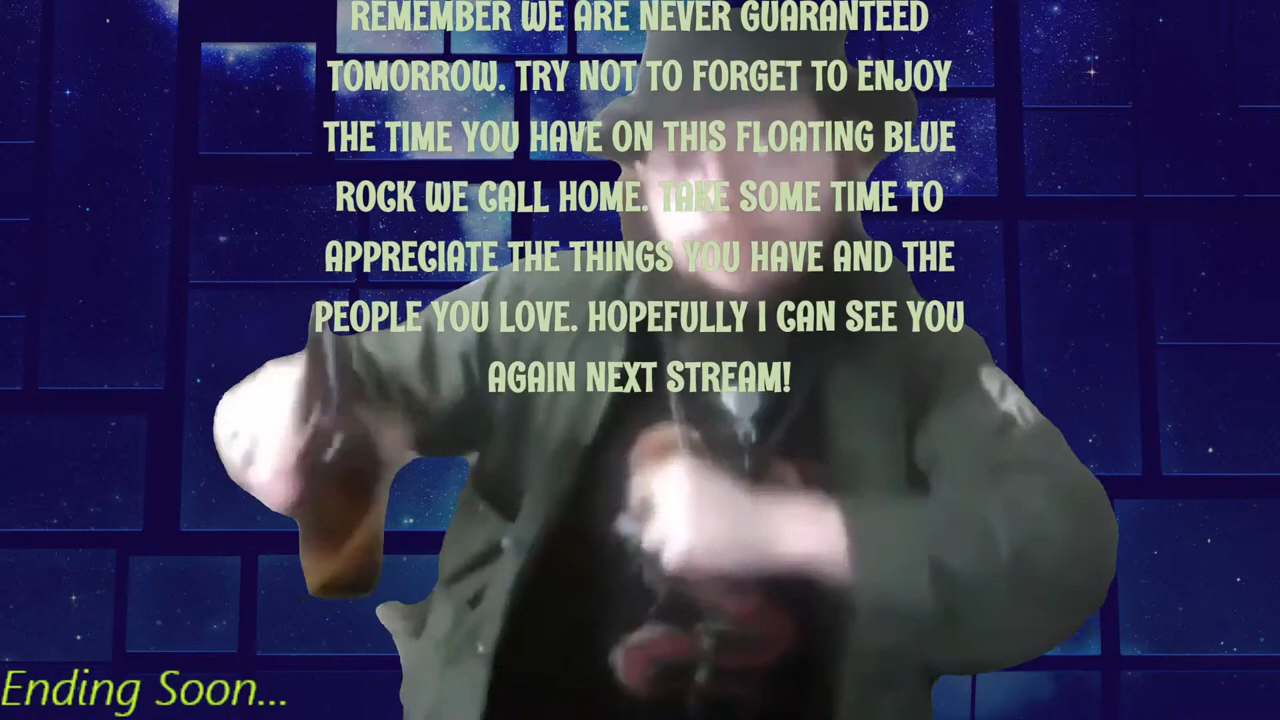 REMEMBER WE ARE NEVER GUARANTEED
TOMORROW. TRY NOT TO FORGET TO ENJOY
THE TIME YOU HAVE ON THIS FLOATING BLUE
ROCK WE CALL HOME. TAKE SOME TIME TO
APPRECIATE THE THINGS YOU HAVE AND THE
PEOPLE YOU LOVE. HOPEFULLY I CAN SEE YOU
AGAIN NEXT STREAM!
Ending Soon...